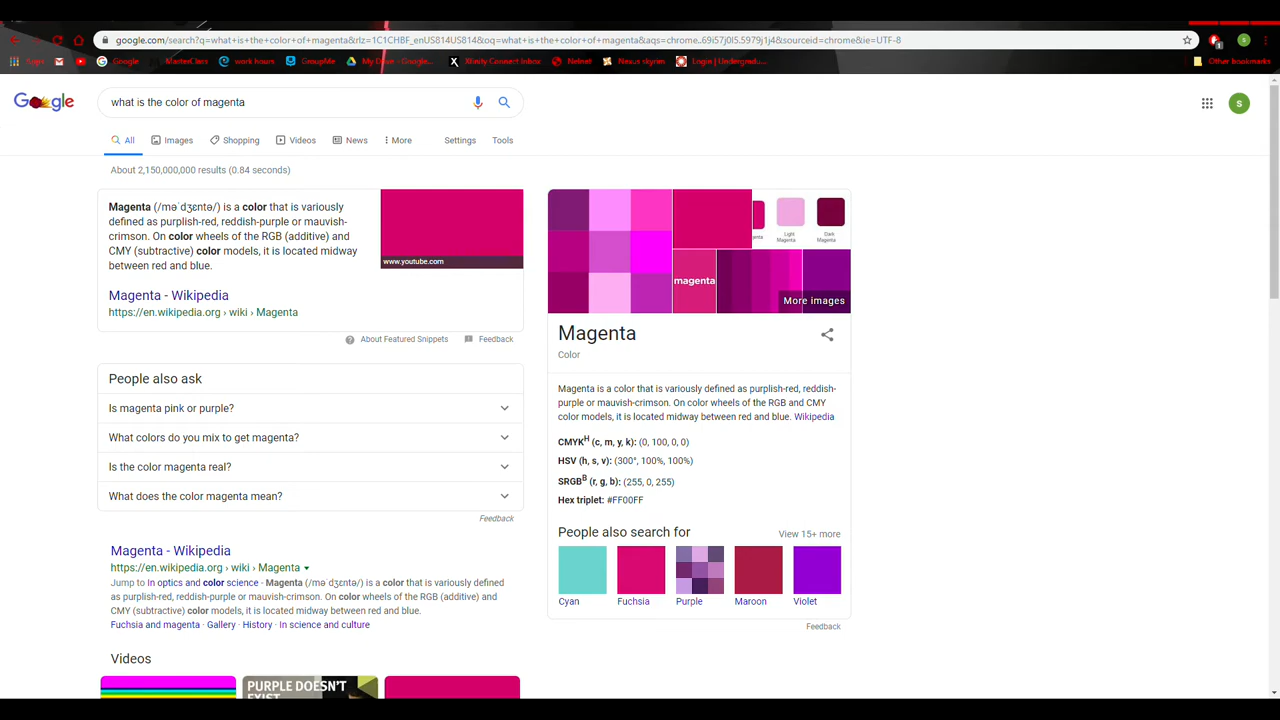 google.com/search?q=what+is+the+color+of+magenta&rlz=1C1CHBF_enUS814US814&oq=what+is+the+color+of+magenta&aqs=chrome..69i57j0l5.5979j1j4&sourceid=chrome&ie=UTF-8
Apps Google MasterClass work hours GroupMe My Drive - Google... Xfinity Connect Inbox Nelnet Nexus skyrim Login | Undergradu... Other bookmarks
Google what is the color of magenta S
All Images Shopping Videos News More Settings Tools
About 2,150,000,000 results (0.84 seconds)
Magenta (/məˈdʒɛntə/) is a color that is variously
defined as purplish-red, reddish-purple or mauvish-
crimson. On color wheels of the RGB (additive) and
CMY (subtractive) color models, it is located midway
between red and blue.
www.youtube.com
Magenta - Wikipedia
https://en.wikipedia.org › wiki › Magenta
About Featured Snippets Feedback
People also ask
Is magenta pink or purple?
What colors do you mix to get magenta?
Is the color magenta real?
What does the color magenta mean?
Feedback
Magenta - Wikipedia
https://en.wikipedia.org › wiki › Magenta
Jump to In optics and color science - Magenta (/məˈdʒɛntə/) is a color that is variously defined
as purplish-red, reddish-purple or mauvish-crimson. On color wheels of the RGB (additive) and
CMY (subtractive) color models, it is located midway between red and blue.
Fuchsia and magenta · Gallery · History · In science and culture
Videos
PURPLE DOESN'T
EXIST
Light
Magenta
Dark
Magenta
magenta
More images
Magenta
Color
Magenta is a color that is variously defined as purplish-red, reddish-
purple or mauvish-crimson. On color wheels of the RGB and CMY
color models, it is located midway between red and blue. Wikipedia
CMYKH (c, m, y, k): (0, 100, 0, 0)
HSV (h, s, v): (300°, 100%, 100%)
SRGBB (r, g, b): (255, 0, 255)
Hex triplet: #FF00FF
People also search for View 15+ more
Cyan Fuchsia Purple Maroon Violet
Feedback